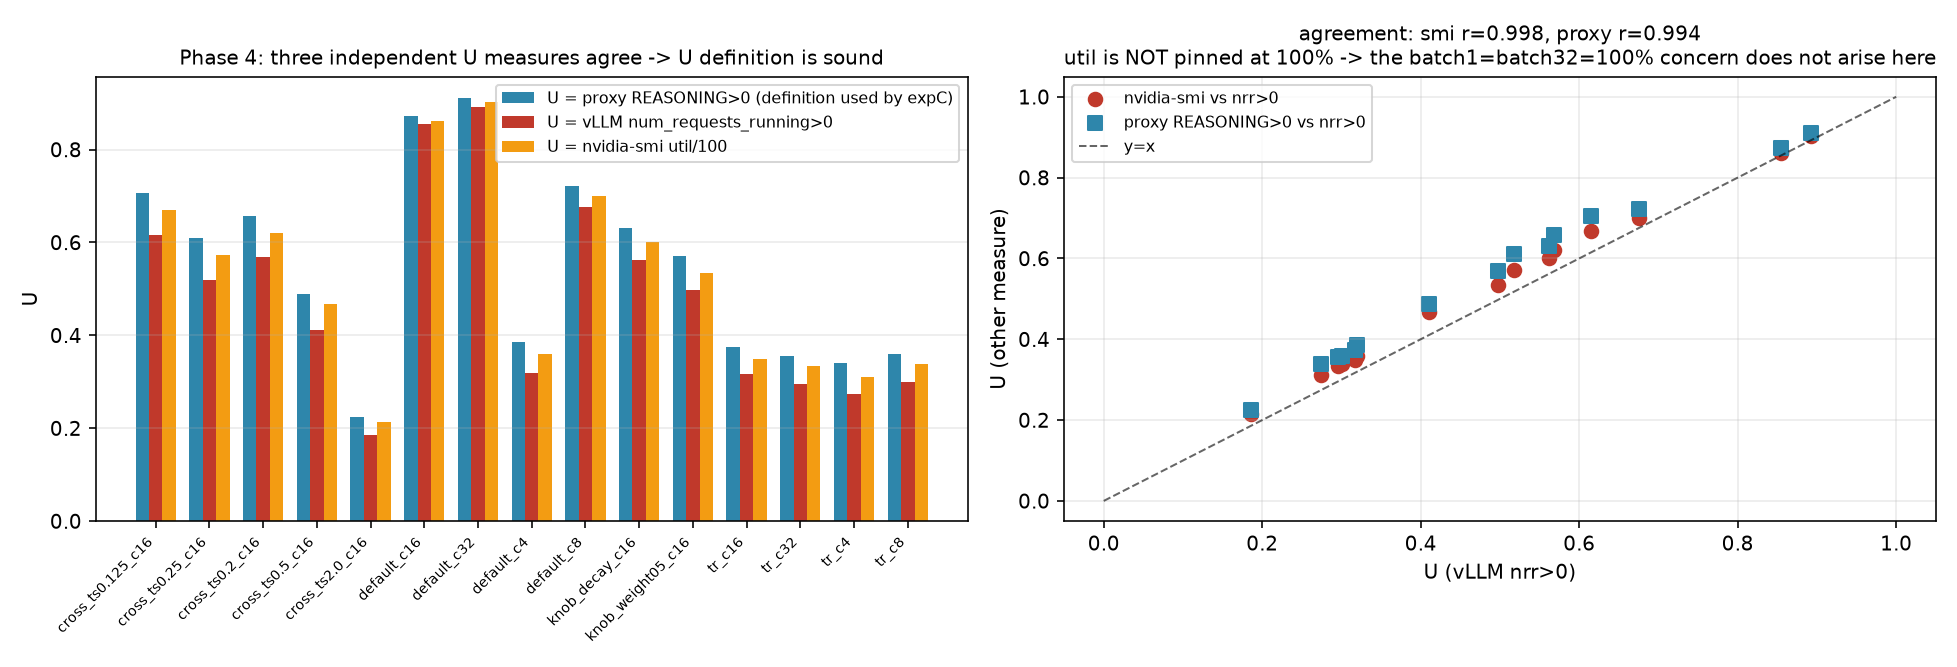 Phase 4: three independent U measures agree -> U definition is sound
U = proxy REASONING>0 (definition used by expC)
U = vLLM num_requests_running>0
U = nvidia-smi util/100
U
0.8
0.6
0.4
0.2
0.0
cross_ts0.125_c16
cross_ts0.25_c16
cross_ts0.2_c16
cross_ts0.5_c16
cross_ts2.0_c16
default_c16
default_c32
default_c4
default_c8
knob_decay_c16
knob_weight05_c16
tr_c16
tr_c32
tr_c4
tr_c8
agreement: smi r=0.998, proxy r=0.994
util is NOT pinned at 100% -> the batch1=batch32=100% concern does not arise here
nvidia-smi vs nrr>0
proxy REASONING>0 vs nrr>0
y=x
U (other measure)
1.0
0.8
0.6
0.4
0.2
0.0
0.0 0.2 0.4 0.6 0.8 1.0
U (vLLM nrr>0)